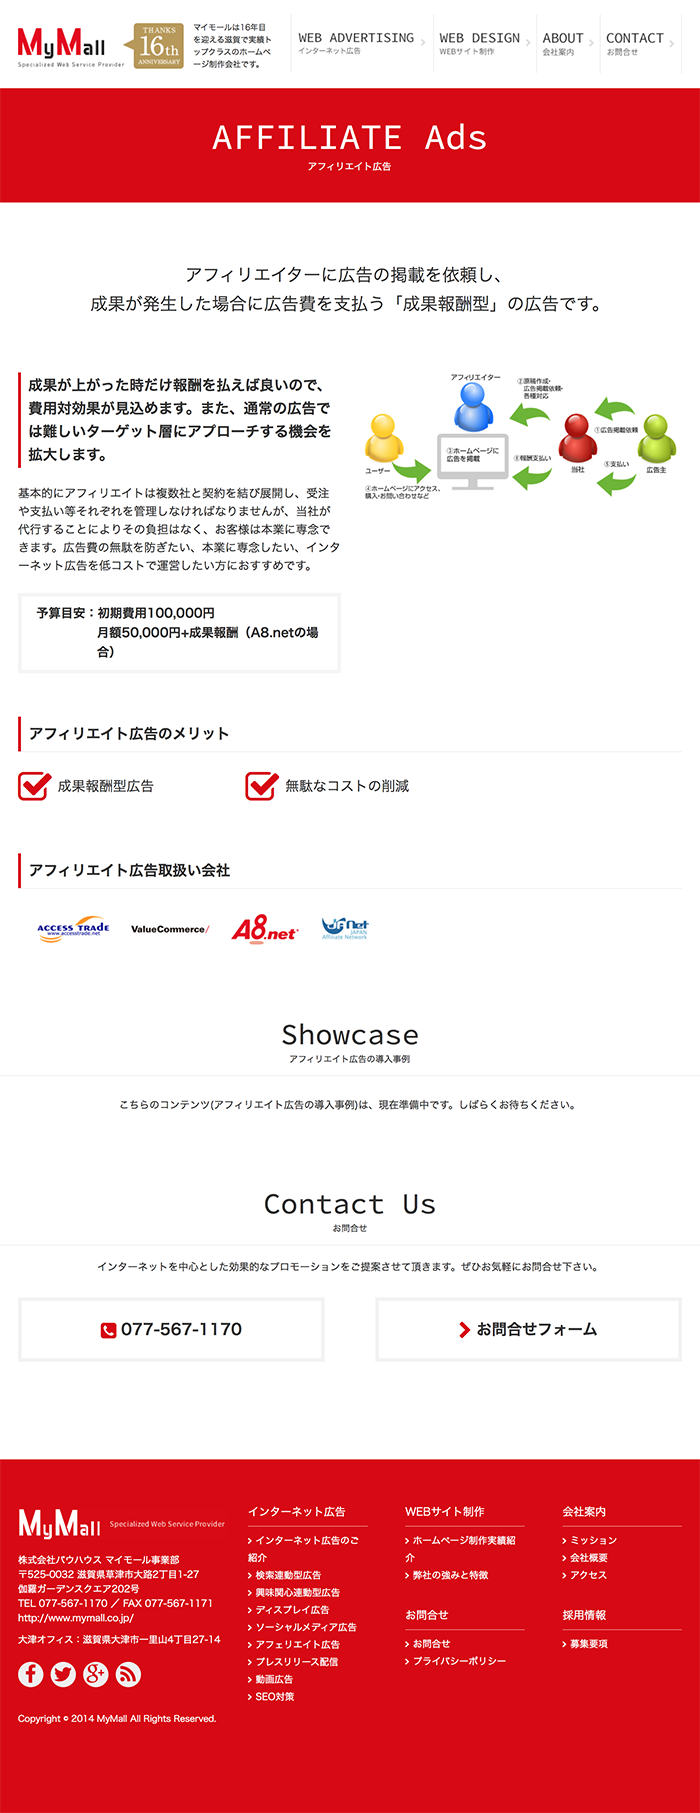 MyMall
Specialized Web Service Provider
THANKS
16th
ANNIVERSARY
マイモールは16年目
を迎える滋賀で実績ト
ップクラスのホームペ
ージ制作会社です。
WEB ADVERTISING
インターネット広告
WEB DESIGN
WEBサイト制作
ABOUT
会社案内
CONTACT
お問合せ
AFFILIATE Ads
アフィリエイト広告
アフィリエイターに広告の掲載を依頼し、
成果が発生した場合に広告費を支払う「成果報酬型」の広告です。
成果が上がった時だけ報酬を払えば良いので、
費用対効果が見込めます。また、通常の広告で
は難しいターゲット層にアプローチする機会を
拡大します。
基本的にアフィリエイトは複数社と契約を結び展開し、受注
や支払い等それぞれを管理しなければなりませんが、当社が
代行することによりその負担はなく、お客様は本業に専念で
きます。広告費の無駄を防ぎたい、本業に専念したい、インタ
ーネット広告を低コストで運営したい方におすすめです。
予算目安：初期費用100,000円
月額50,000円+成果報酬（A8.netの場
合）
アフィリエイター
②原稿作成・
広告掲載依頼・
各種対応
①広告掲載依頼
③ホームページに
広告を掲載
⑥報酬支払い
当社
⑤支払い
広告主
ユーザー
④ホームページにアクセス、
購入・お問い合わせなど
アフィリエイト広告のメリット
成果報酬型広告
無駄なコストの削減
アフィリエイト広告取扱い会社
ACCESS TRADE
www.accesstrade.net
ValueCommerce/
A8.net
JANet
JAPAN
Affiliate Network
Showcase
アフィリエイト広告の導入事例
こちらのコンテンツ(アフィリエイト広告の導入事例)は、現在準備中です。しばらくお待ちください。
Contact Us
お問合せ
インターネットを中心とした効果的なプロモーションをご提案させて頂きます。ぜひお気軽にお問合せ下さい。
077-567-1170
お問合せフォーム
MyMall
Specialized Web Service Provider
株式会社バウハウス マイモール事業部
〒525-0032 滋賀県草津市大路2丁目1-27
伽羅ガーデンスクエア202号
TEL 077-567-1170 ／ FAX 077-567-1171
http://www.mymall.co.jp/
大津オフィス：滋賀県大津市一里山4丁目27-14
Copyright © 2014 MyMall All Rights Reserved.
インターネット広告
インターネット広告のご
紹介
検索連動型広告
興味関心連動型広告
ディスプレイ広告
ソーシャルメディア広告
アフェリエイト広告
プレスリリース配信
動画広告
SEO対策
WEBサイト制作
ホームページ制作実績紹
介
弊社の強みと特徴
お問合せ
お問合せ
プライバシーポリシー
会社案内
ミッション
会社概要
アクセス
採用情報
募集要項